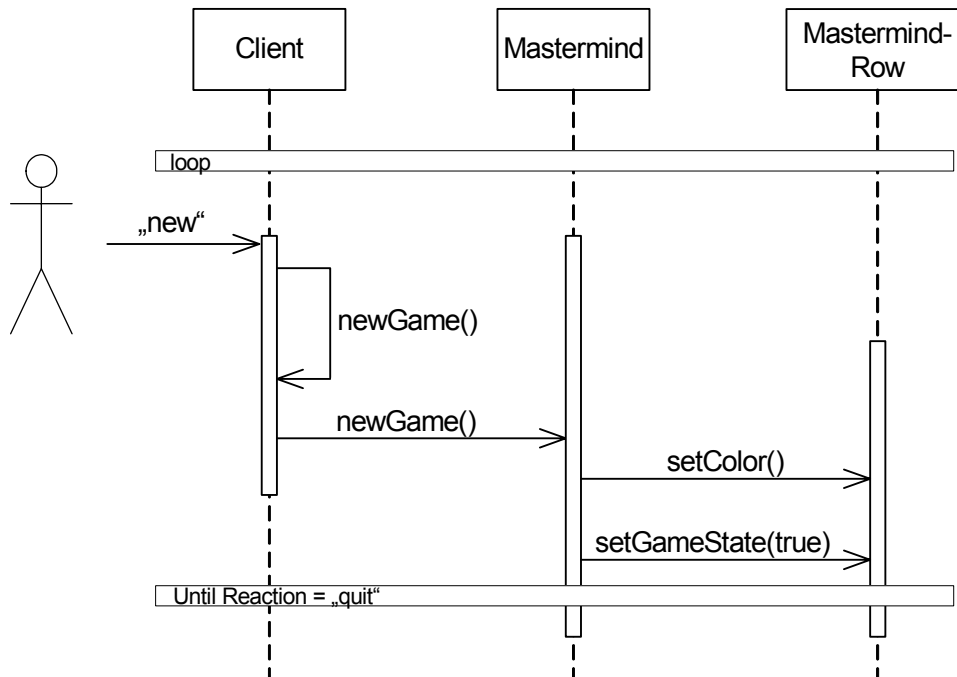 Client
Mastermind
Mastermind-
Row
loop
„new“
newGame()
newGame()
setColor()
setGameState(true)
Until Reaction = „quit“